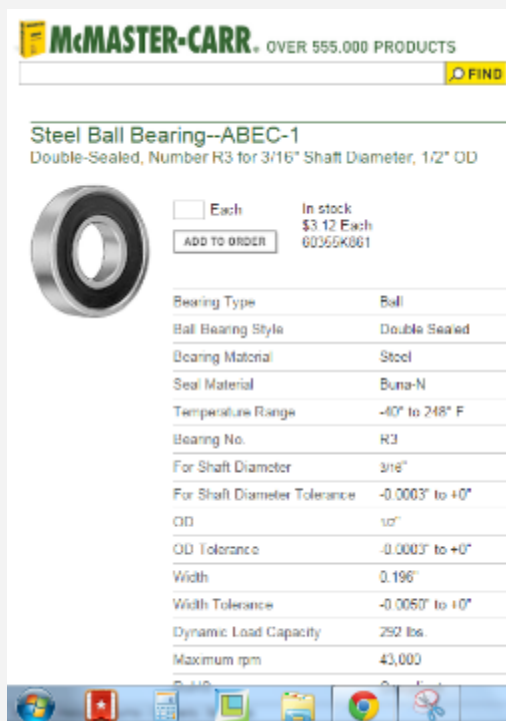 McMASTER-CARR. OVER 555,000 PRODUCTS
FIND
Steel Ball Bearing--ABEC-1
Double-Sealed, Number R3 for 3/16" Shaft Diameter, 1/2" OD
Each In stock
$3.12 Each
ADD TO ORDER 60355K861
Bearing Type Ball
Ball Bearing Style Double Sealed
Bearing Material Steel
Seal Material Buna-N
Temperature Range -40° to 248° F
Bearing No. R3
For Shaft Diameter 3/16"
For Shaft Diameter Tolerance -0.0003" to +0"
OD 1/2"
OD Tolerance -0.0003" to +0"
Width 0.196"
Width Tolerance -0.0050" to +0"
Dynamic Load Capacity 292 lbs.
Maximum rpm 43,000